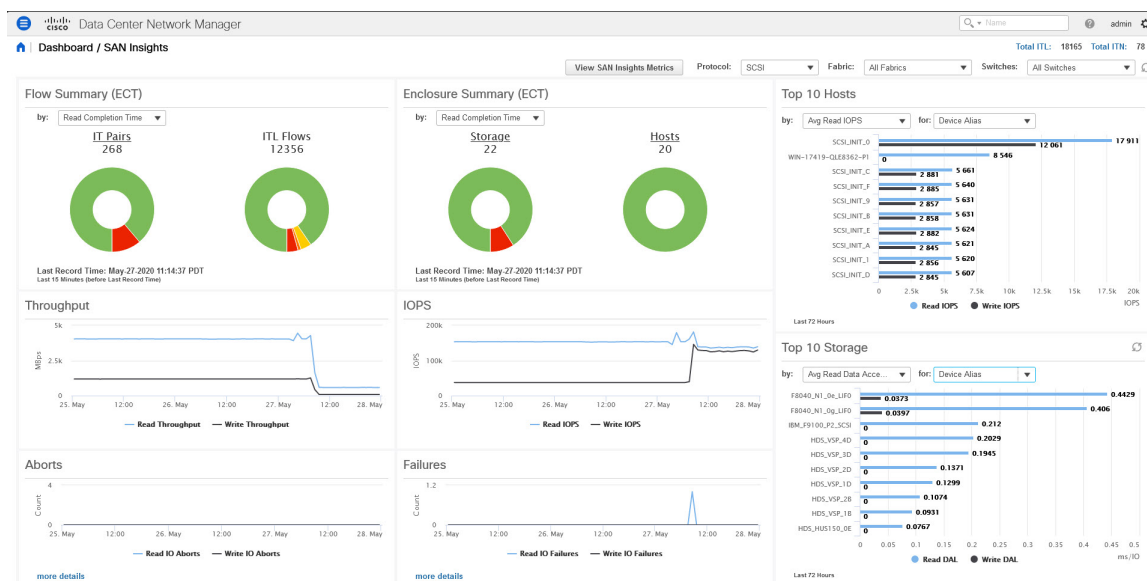 cisco Data Center Network Manager
Name
admin
Dashboard / SAN Insights
Total ITL: 18165 Total ITN: 78
View SAN Insights Metrics Protocol: SCSI Fabric: All Fabrics Switches: All Switches
Flow Summary (ECT)
by: Read Completion Time
IT Pairs
268
ITL Flows
12356
Last Record Time: May-27-2020 11:14:37 PDT
Last 15 Minutes (before Last Record Time)
Enclosure Summary (ECT)
by: Read Completion Time
Storage
22
Hosts
20
Last Record Time: May-27-2020 11:14:37 PDT
Last 15 Minutes (before Last Record Time)
Top 10 Hosts
by: Avg Read IOPS for: Device Alias
SCSI_INIT_0 17 911
12 061
WIN-17419-QLE8362-P1 8 546
0
SCSI_INIT_C 5 661
2 881
SCSI_INIT_F 5 640
2 885
SCSI_INIT_9 5 631
2 857
SCSI_INIT_B 5 631
2 858
SCSI_INIT_E 5 624
2 882
SCSI_INIT_A 5 621
2 845
SCSI_INIT_1 5 620
2 856
SCSI_INIT_D 5 607
2 845
0 2.5k 5k 7.5k 10k 12.5k 15k 17.5k 20k
IOPS
Read IOPS Write IOPS
Last 72 Hours
Throughput
5k
2.5k
0
MBps
25. May 12:00 26. May 12:00 27. May 12:00 28. May
Read Throughput Write Throughput
IOPS
200k
100k
0
IOPS
25. May 12:00 26. May 12:00 27. May 12:00 28. May
Read IOPS Write IOPS
Top 10 Storage
by: Avg Read Data Acce... for: Device Alias
F8040_N1_0e_LIF0 0.4429
0.0373
F8040_N1_0g_LIF0 0.406
0.0397
IBM_F9100_P2_SCSI 0.212
0
HDS_VSP_4D 0.2029
0
HDS_VSP_3D 0.1945
0
HDS_VSP_2D 0.1371
0
HDS_VSP_1D 0.1299
0
HDS_VSP_2B 0.1074
0
HDS_VSP_1B 0.0931
0
HDS_HUS150_0E 0.0767
0
0 0.05 0.1 0.15 0.2 0.25 0.3 0.35 0.4 0.45 0.5
ms/IO
Read DAL Write DAL
Last 72 Hours
Aborts
4
0
Count
25. May 12:00 26. May 12:00 27. May 12:00 28. May
Read IO Aborts Write IO Aborts
more details
Failures
1.2
0
Count
25. May 12:00 26. May 12:00 27. May 12:00 28. May
Read IO Failures Write IO Failures
more details